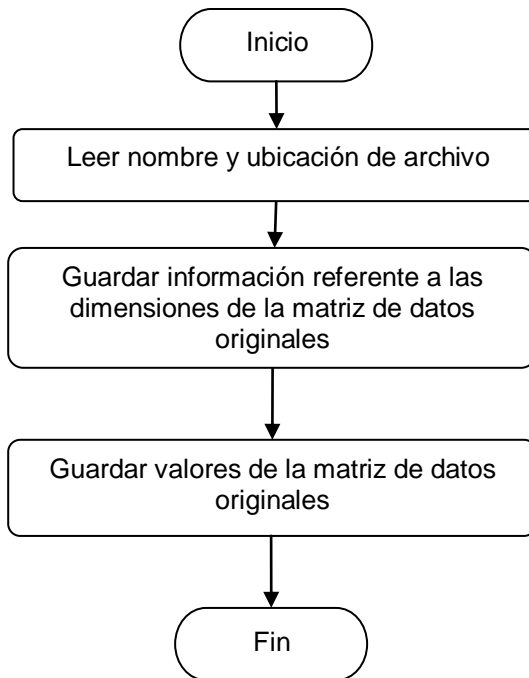 Inicio
Leer nombre y ubicación de archivo
Guardar información referente a las
dimensiones de la matriz de datos
originales
Guardar valores de la matriz de datos
originales
Fin